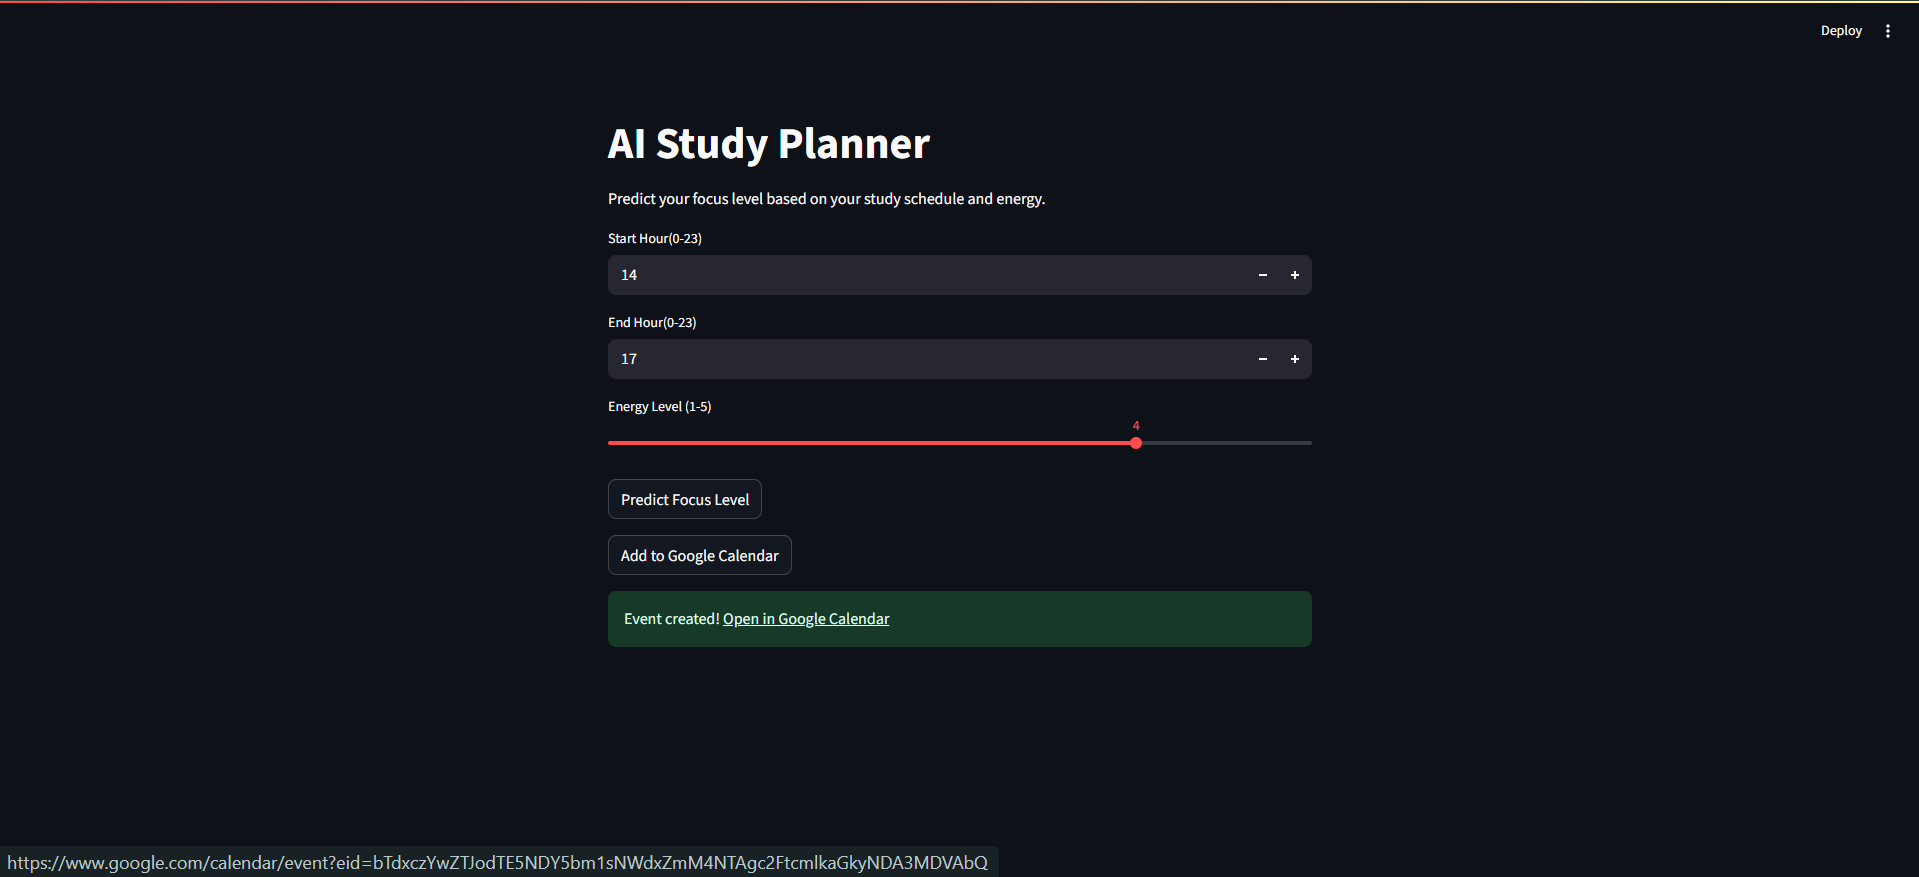 Deploy
AI Study Planner
Predict your focus level based on your study schedule and energy.
Start Hour(0-23)
14
End Hour(0-23)
17
Energy Level (1-5)
4
Predict Focus Level
Add to Google Calendar
Event created! Open in Google Calendar
https://www.google.com/calendar/event?eid=bTdxczYwZTJodTE5NDY5bm1sNWdxZmM4NTAgc2FtcmlkaGkyNDA3MDVAbQ